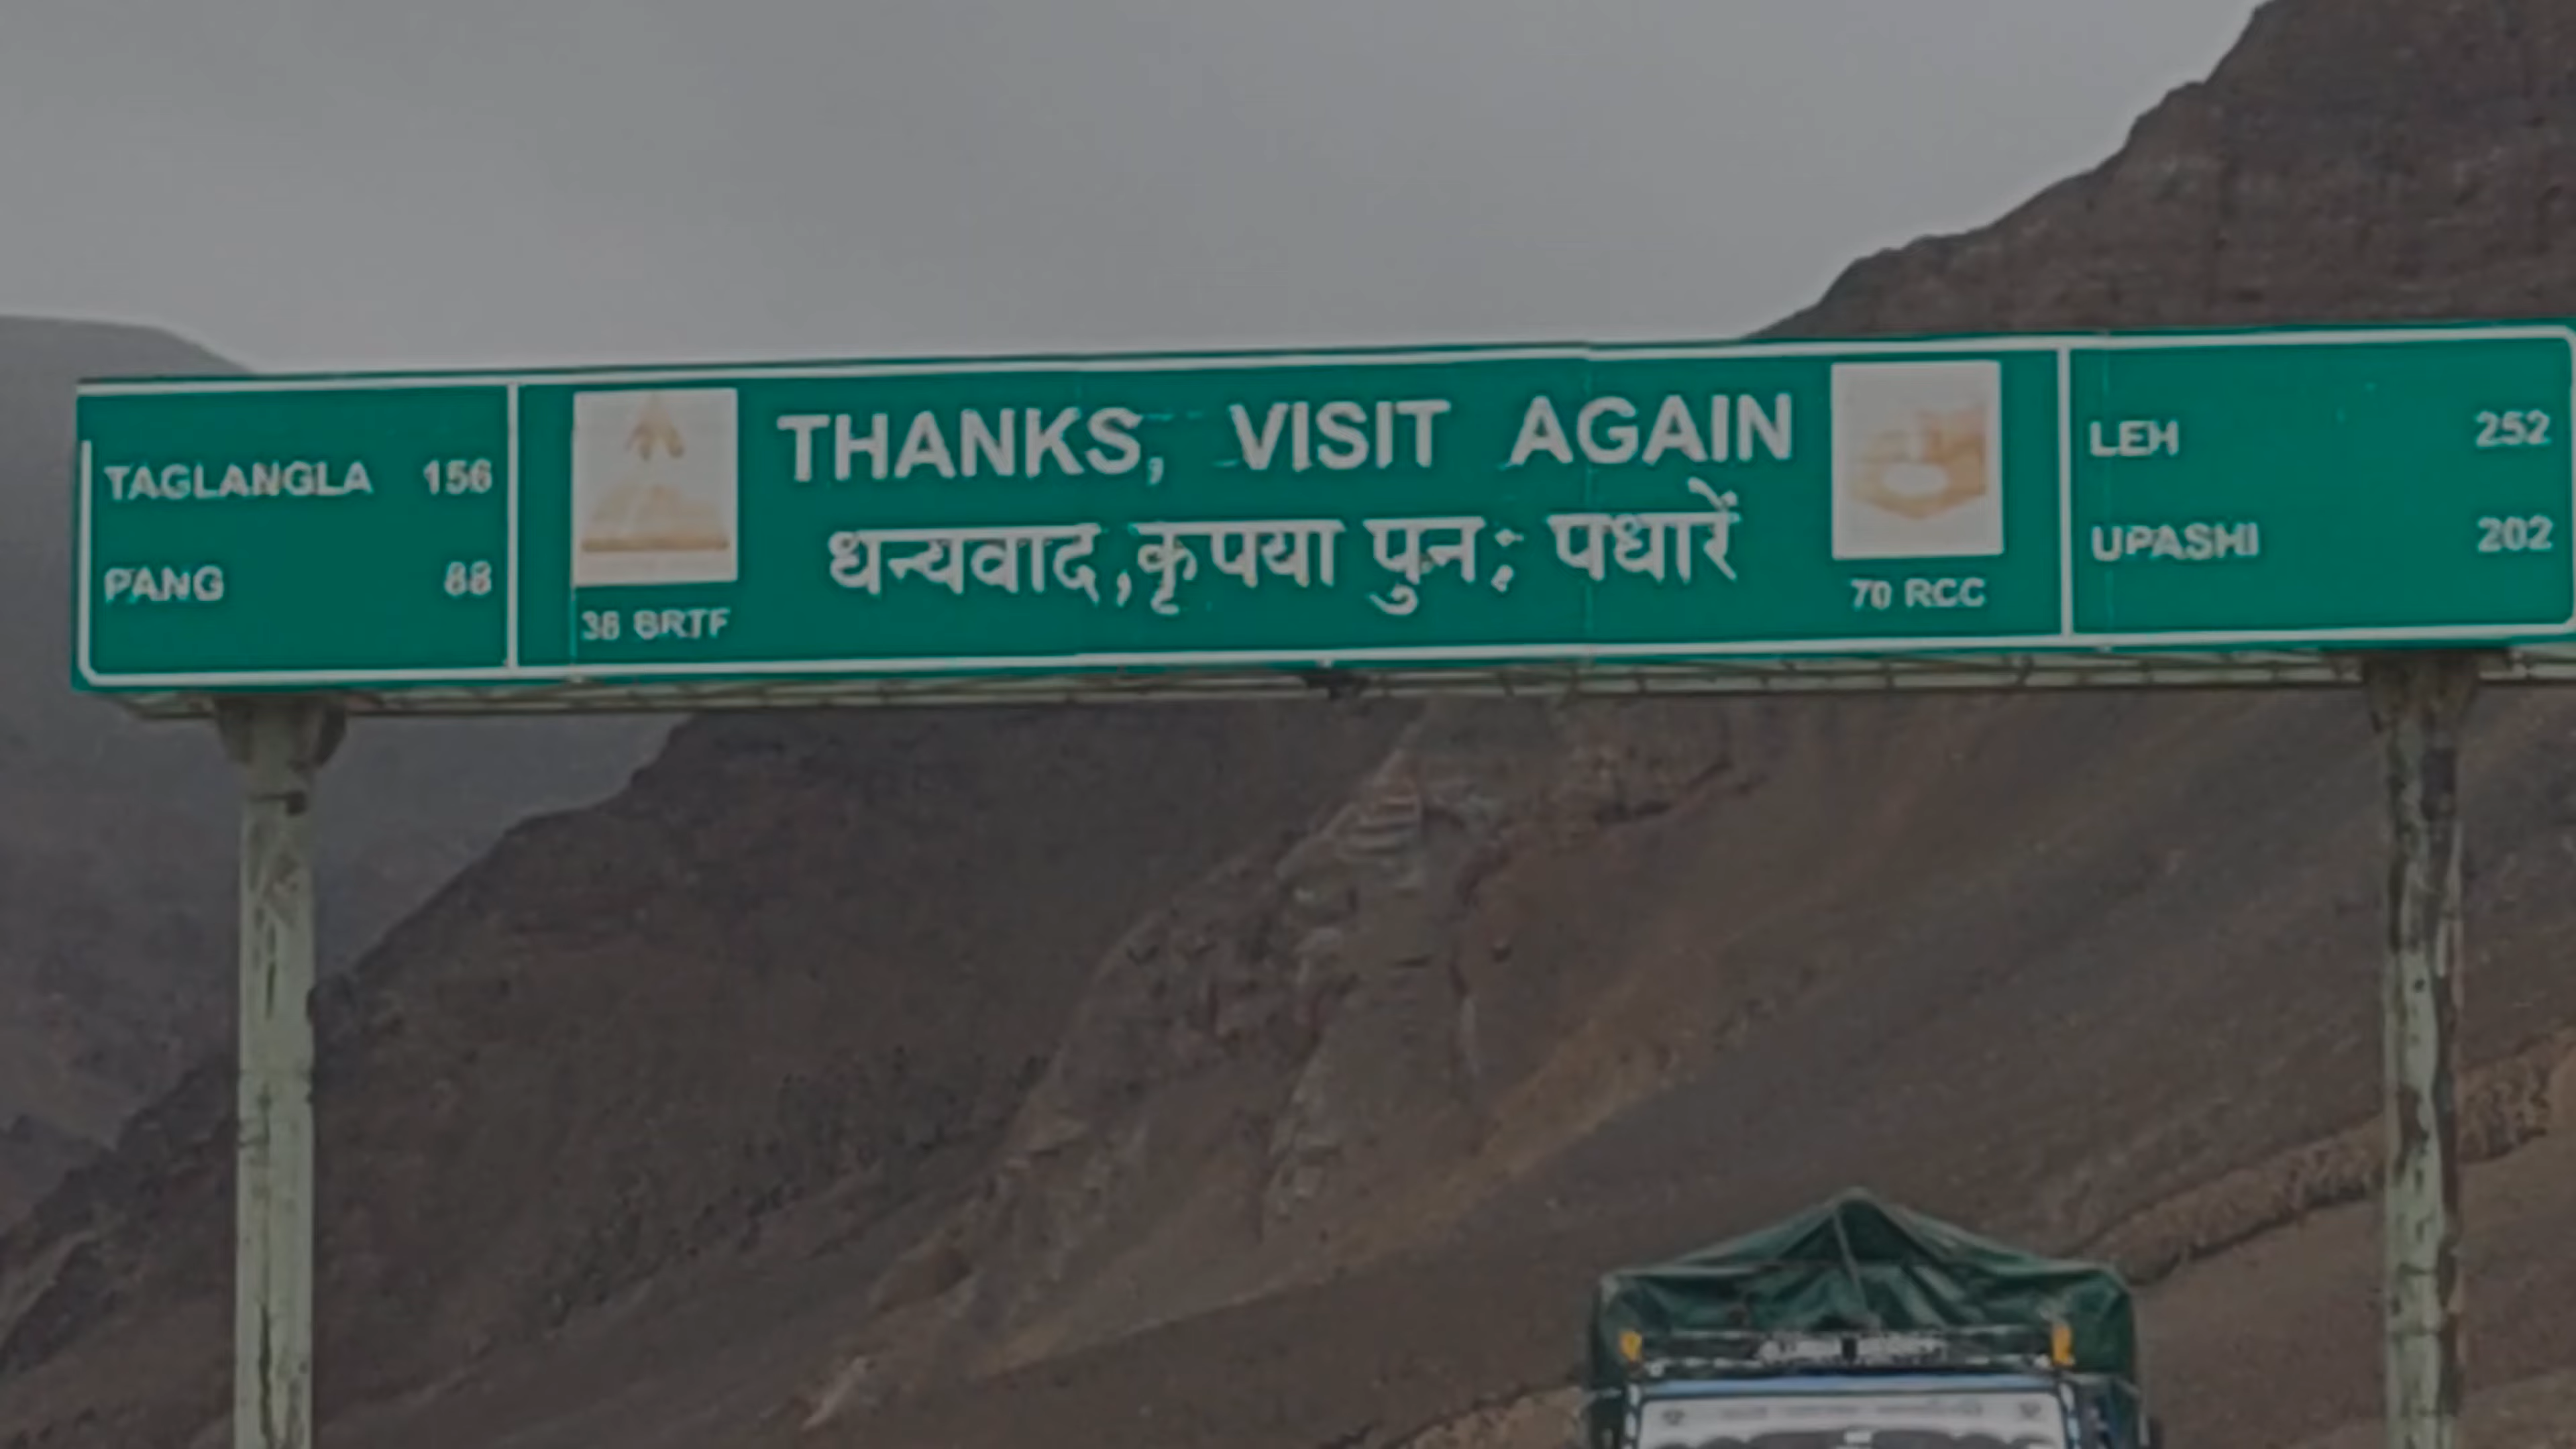 TAGLANGLA 156
PANG 88
38 BRTF
THANKS, VISIT AGAIN
धन्यवाद,कृपया पुन: पधारें
70 RCC
LEH 252
UPASHI 202